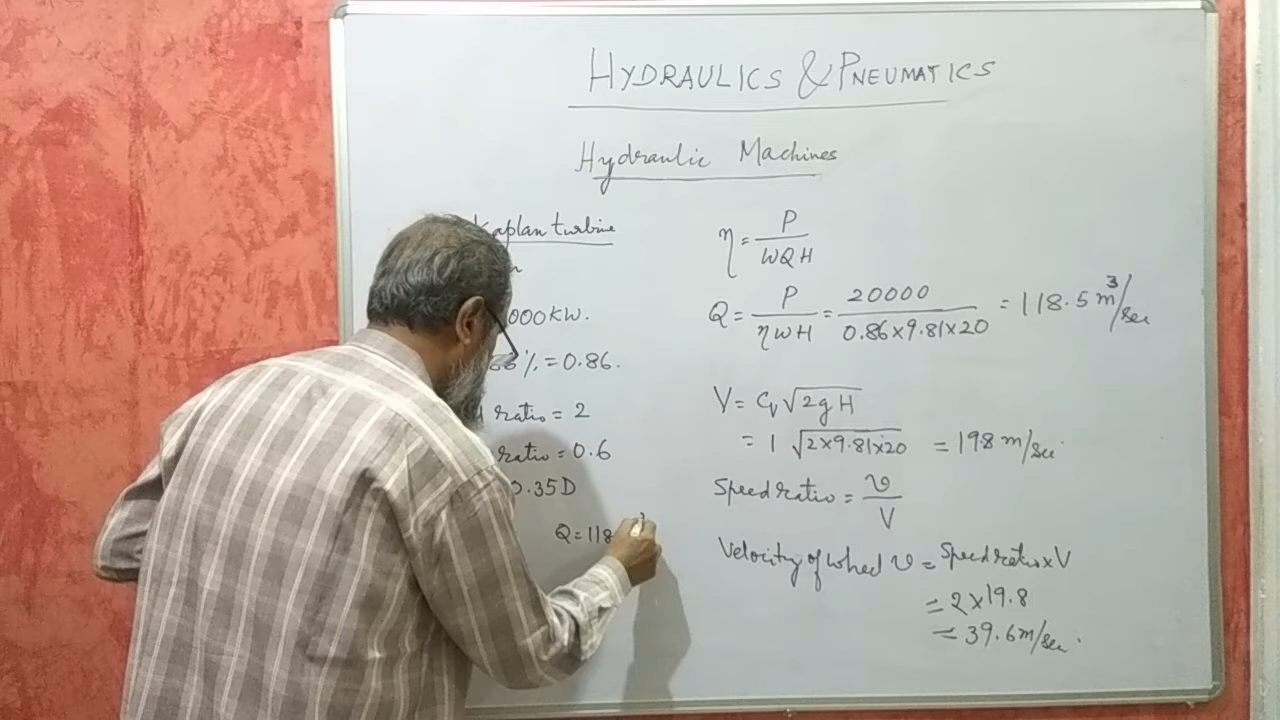 HYDRAULICS & PNEUMATICS
Hydraulic Machines
Kaplan turbine
000KW.
% = 0.86.
ratio = 2
ratio = 0.6
0.35D
Q = 118
η = P / WQH
Q = P / ηWH = 20000 / 0.86×9.81×20 = 118.5 m³/sec
V = Cv √2gH
= 1 √2×9.81×20 = 198 m/sec.
Speed ratio = v / V
Velocity of wheel v = Speed ratio × V
= 2×19.8
= 39.6 m/sec.